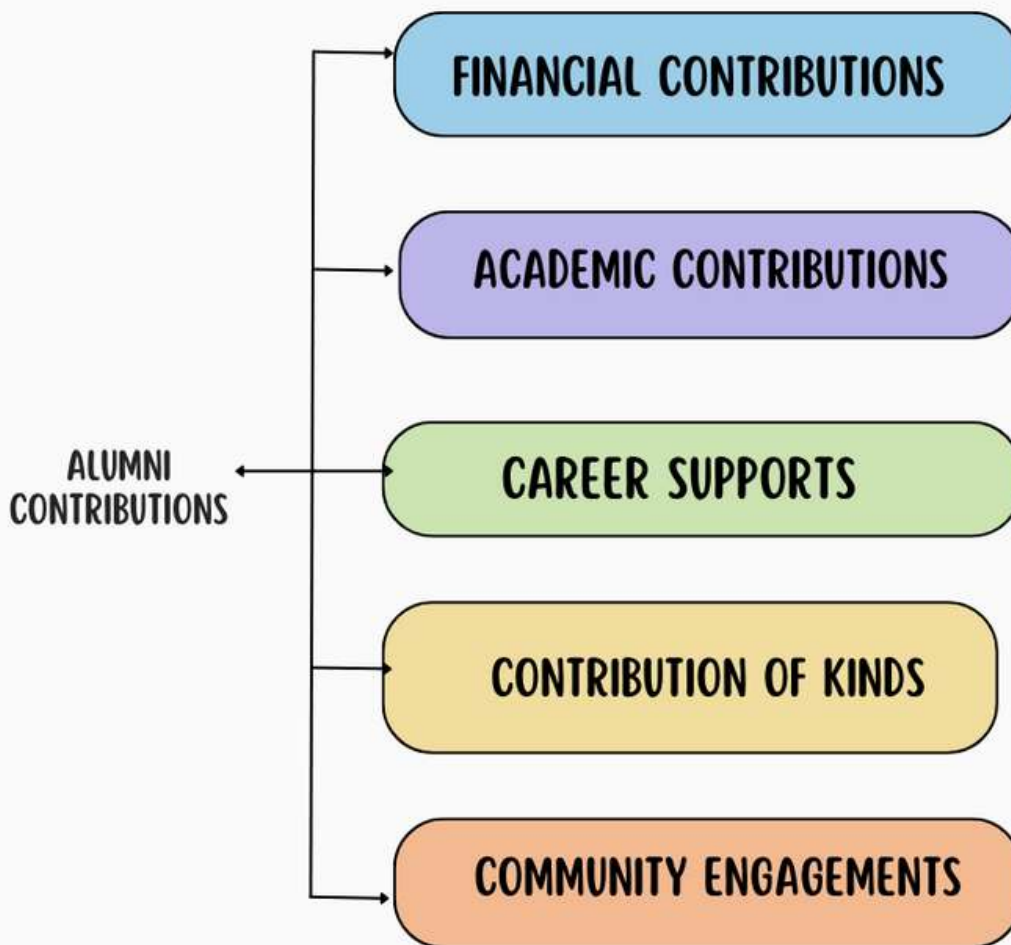 FINANCIAL CONTRIBUTIONS
ACADEMIC CONTRIBUTIONS
ALUMNI
CONTRIBUTIONS
CAREER SUPPORTS
CONTRIBUTION OF KINDS
COMMUNITY ENGAGEMENTS